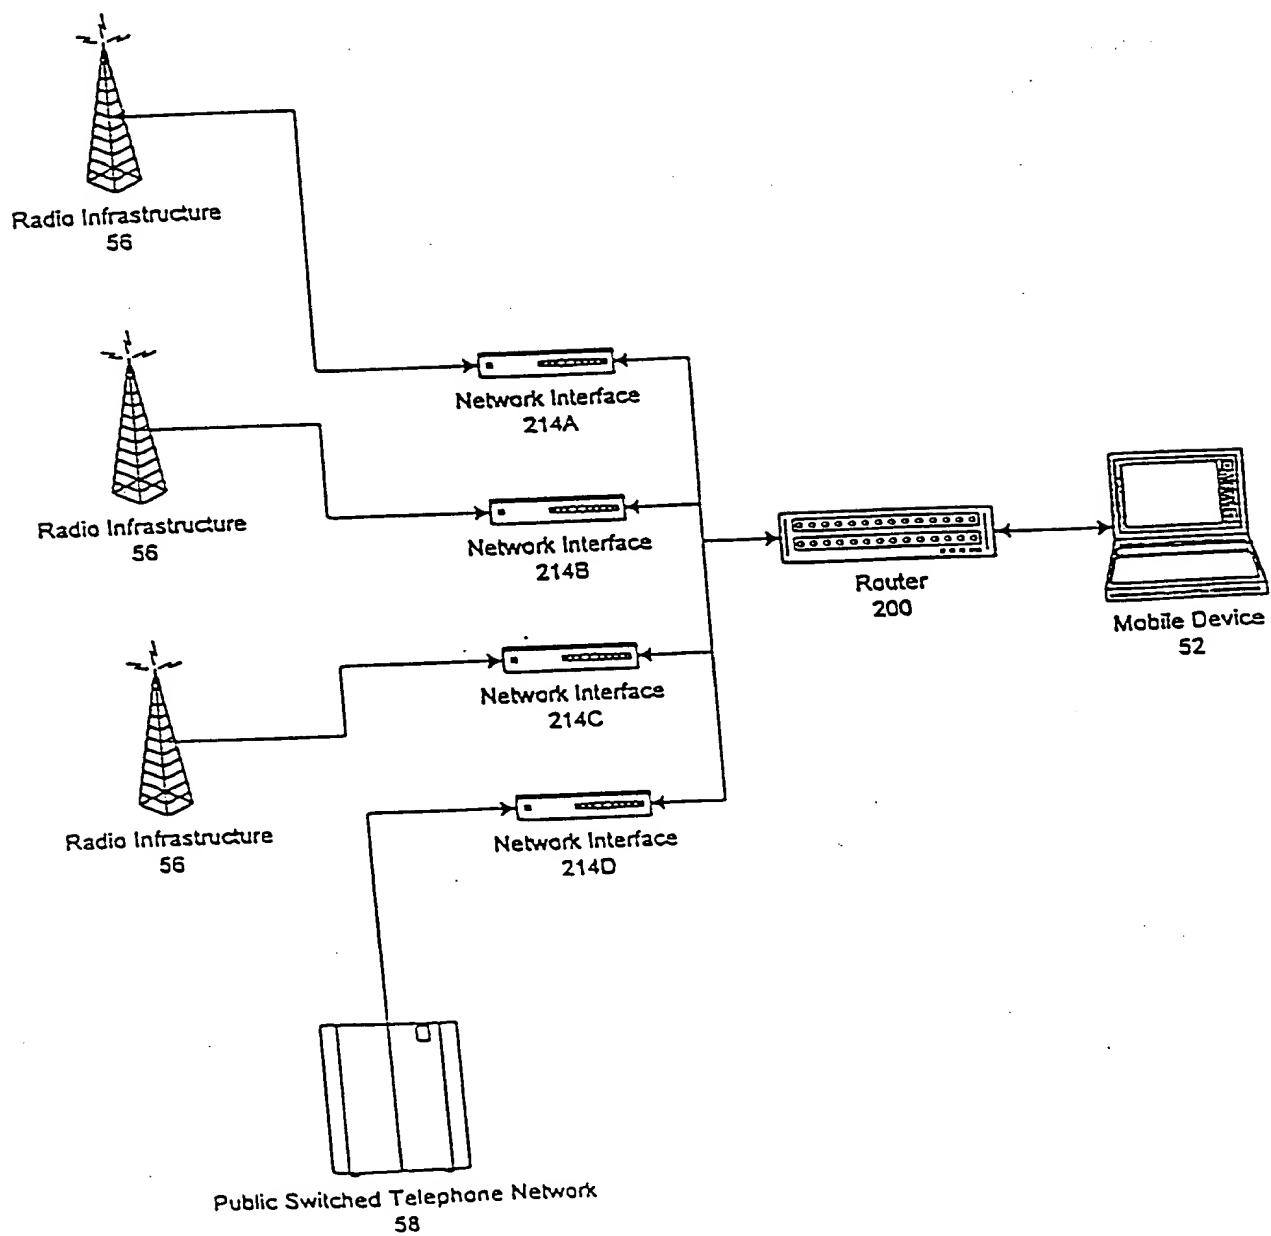 Radio Infrastructure
56
Network Interface
214A
Radio Infrastructure
56
Network Interface
214B
Router
200
Mobile Device
52
Network Interface
214C
Radio Infrastructure
56
Network Interface
214D
Public Switched Telephone Network
58